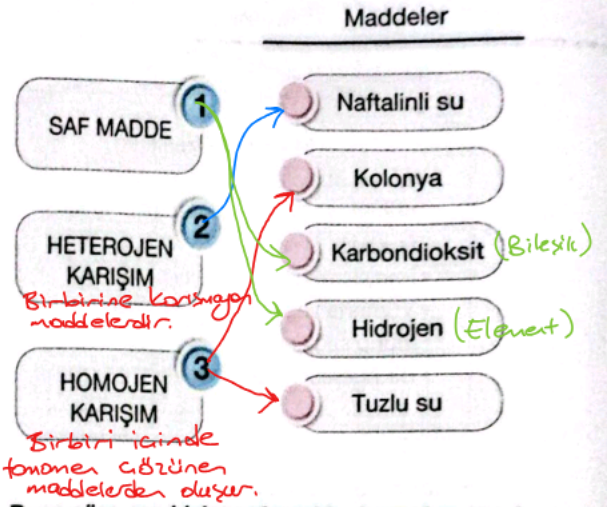 Maddeler
1
SAF MADDE
Naftalinli su
Kolonya
2
HETEROJEN
KARIŞIM
Birbirine karışmayan
maddelerdir.
Karbondioksit (Bileşik)
Hidrojen (Element)
3
HOMOJEN
KARIŞIM
Birbiri içinde
tamamen çözünen
maddelerden oluşur.
Tuzlu su